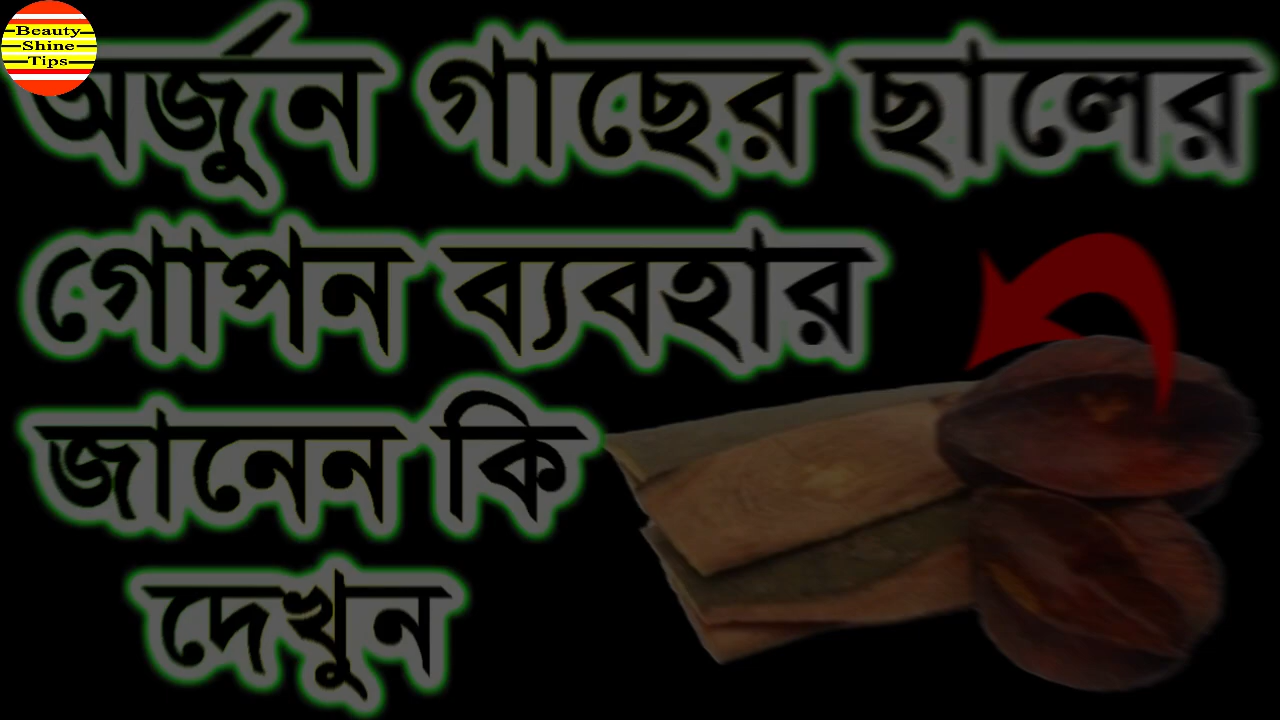 Beauty
Shine
Tips
অর্জুন গাছের ছালের
গোপন ব্যবহার
জানেন কি
দেখুন